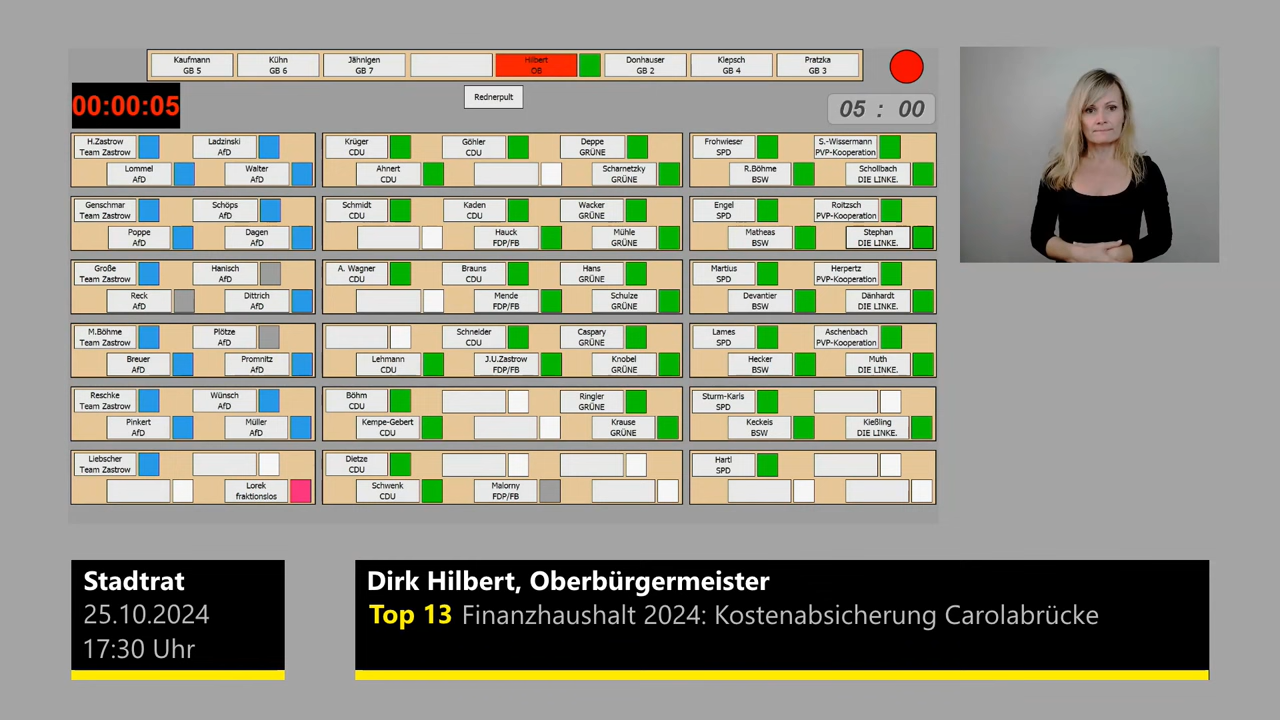 Kaufmann
GB 5
Kühn
GB 6
Jähnigen
GB 7
Hilbert
OB
Donhauser
GB 2
Klepsch
GB 4
Pratzka
GB 3
00:00:05
Rednerpult
05 : 00
H.Zastrow
Team Zastrow
Ladzinski
AfD
Lommel
AfD
Walter
AfD
Krüger
CDU
Göhler
CDU
Deppe
GRÜNE
Ahnert
CDU
Scharnetzky
GRÜNE
Frohwieser
SPD
S.-Wissermann
PVP-Kooperation
R.Böhme
BSW
Schollbach
DIE LINKE.
Genschmar
Team Zastrow
Schöps
AfD
Poppe
AfD
Dagen
AfD
Schmidt
CDU
Kaden
CDU
Wacker
GRÜNE
Hauck
FDP/FB
Mühle
GRÜNE
Engel
SPD
Roitzsch
PVP-Kooperation
Matheas
BSW
Stephan
DIE LINKE.
Große
Team Zastrow
Hanisch
AfD
Reck
AfD
Dittrich
AfD
A. Wagner
CDU
Brauns
CDU
Hans
GRÜNE
Mende
FDP/FB
Schulze
GRÜNE
Martius
SPD
Herpertz
PVP-Kooperation
Devantier
BSW
Dänhardt
DIE LINKE.
M.Böhme
Team Zastrow
Plötze
AfD
Breuer
AfD
Promnitz
AfD
Schneider
CDU
Caspary
GRÜNE
Lehmann
CDU
J.U.Zastrow
FDP/FB
Knobel
GRÜNE
Lames
SPD
Aschenbach
PVP-Kooperation
Hecker
BSW
Muth
DIE LINKE.
Reschke
Team Zastrow
Wünsch
AfD
Pinkert
AfD
Müller
AfD
Böhm
CDU
Ringler
GRÜNE
Kempe-Gebert
CDU
Krause
GRÜNE
Sturm-Karls
SPD
Keckeis
BSW
Kießling
DIE LINKE.
Liebscher
Team Zastrow
Lorek
fraktionslos
Dietze
CDU
Schwenk
CDU
Malorny
FDP/FB
Hartl
SPD
Stadtrat
25.10.2024
17:30 Uhr
Dirk Hilbert, Oberbürgermeister
Top 13 Finanzhaushalt 2024: Kostenabsicherung Carolabrücke